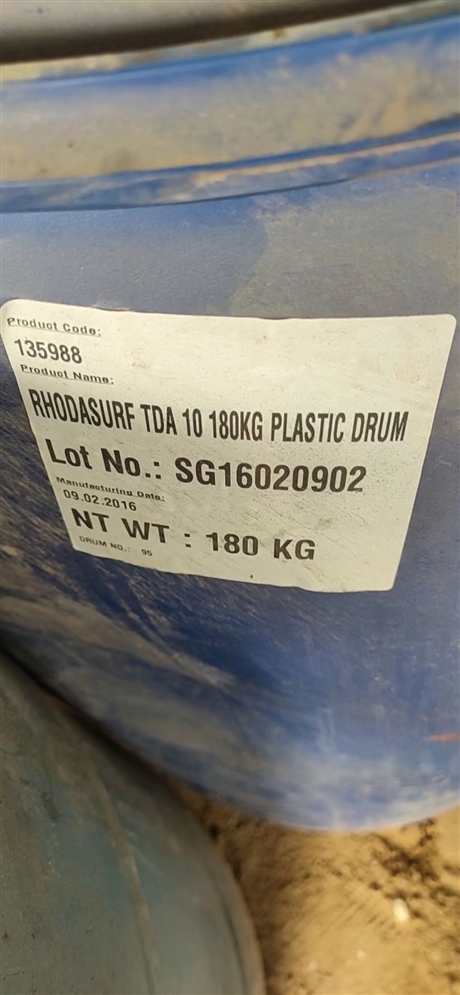 Product Code:
135988
Product Name:
RHODASURF TDA 10 180KG PLASTIC DRUM
Lot No.: SG16020902
Manufacturing Date:
09.02.2016
NT WT : 180 KG
DRUM NO.: 95